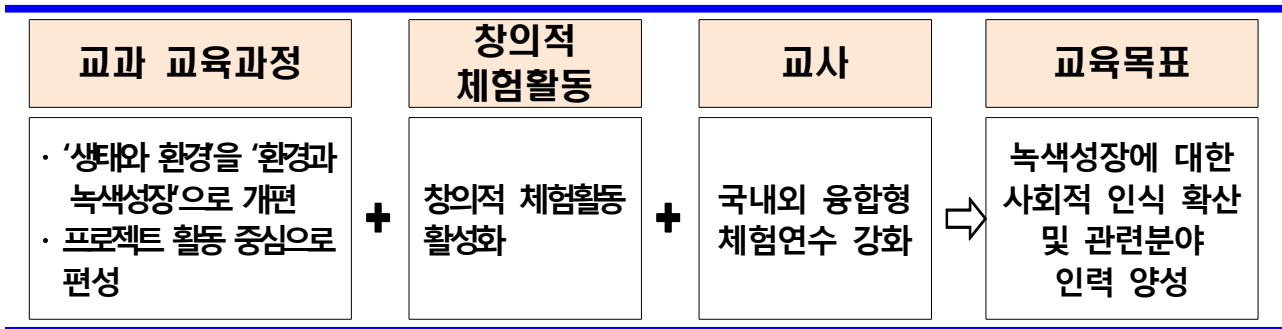 교과 교육과정
· ‘생태와 환경’을 ‘환경과
녹색성장’으로 개편
· 프로젝트 활동 중심으로
편성
+
창의적
체험활동
창의적 체험활동
활성화
+
교사
국내외 융합형
체험연수 강화
⇨
교육목표
녹색성장에 대한
사회적 인식 확산
및 관련분야
인력 양성